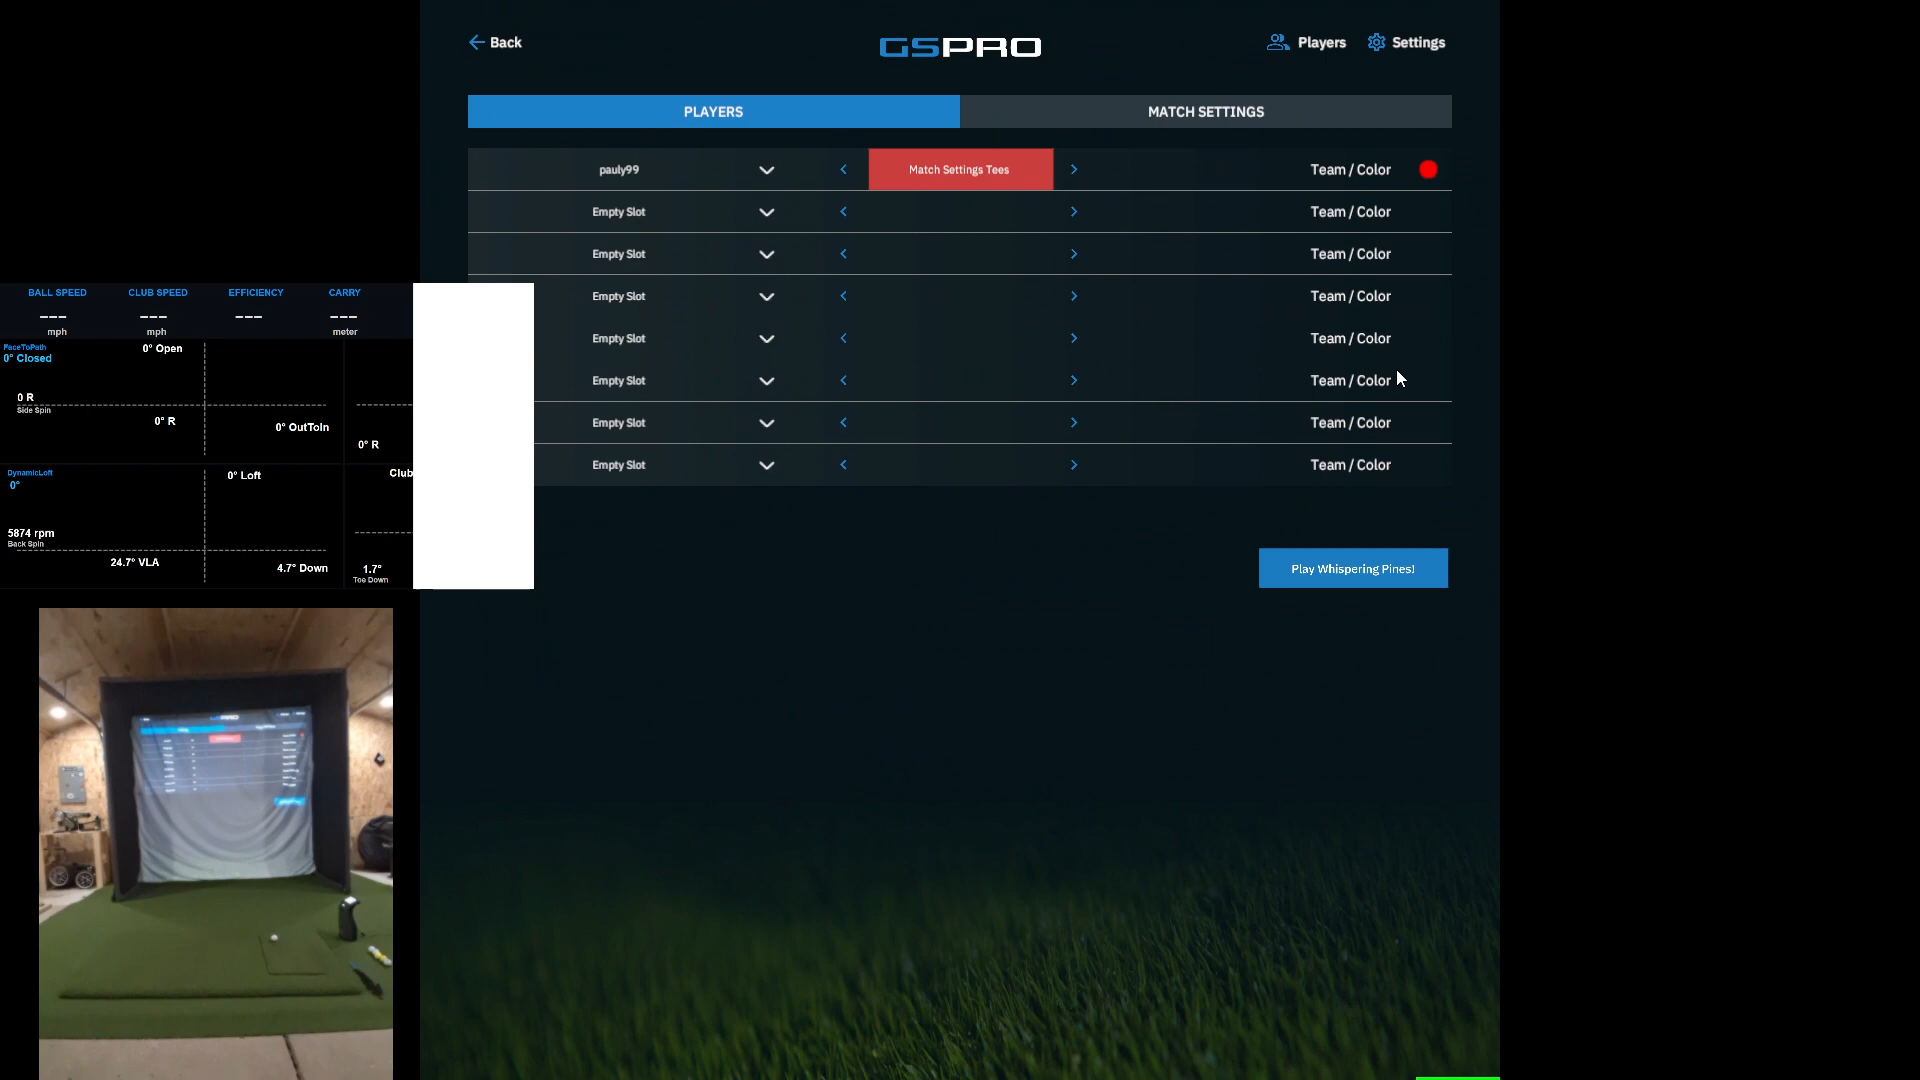 Back
GSPRO
Players
Settings
PLAYERS
MATCH SETTINGS
pauly99
Match Settings Tees
Team / Color
Empty Slot
Team / Color
Empty Slot
Team / Color
Empty Slot
Team / Color
Empty Slot
Team / Color
Empty Slot
Team / Color
Empty Slot
Team / Color
Empty Slot
Team / Color
Play Whispering Pines!
BALL SPEED
CLUB SPEED
EFFICIENCY
CARRY
---
---
---
---
mph
mph
meter
FaceToPath
0° Closed
0° Open
0 R
Side Spin
0° R
0° OutToIn
0° R
DynamicLoft
0°
0° Loft
Club
5874 rpm
Back Spin
24.7° VLA
4.7° Down
1.7°
Toe Down